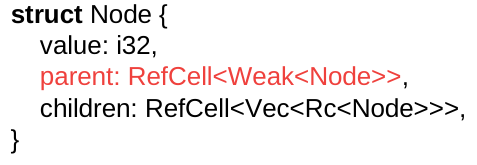 struct Node {
value: i32,
parent: RefCell<Weak<Node>>,
children: RefCell<Vec<Rc<Node>>>,
}